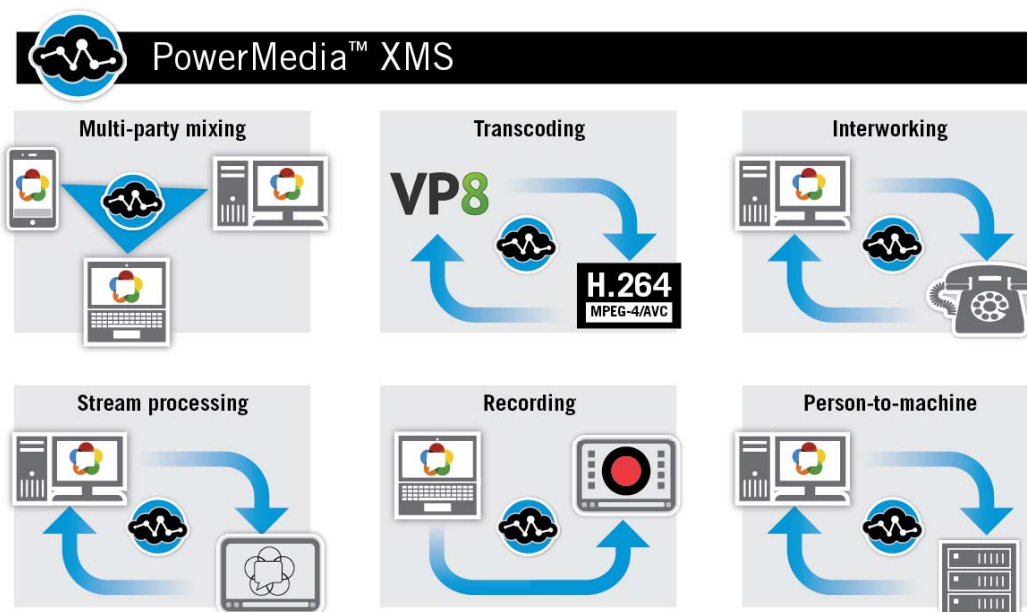 PowerMedia™ XMS
Multi-party mixing
Transcoding
Interworking
VP8
H.264
MPEG-4/AVC
Stream processing
Recording
Person-to-machine